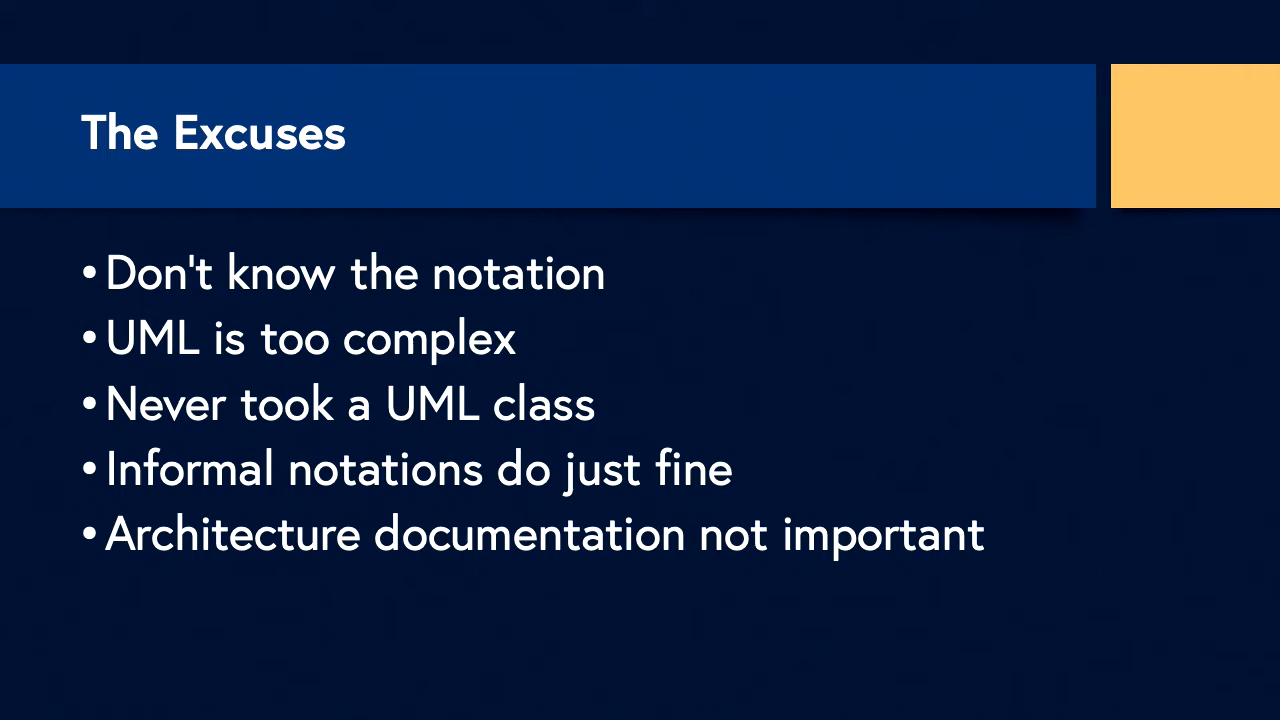 The Excuses
•Don't know the notation
•UML is too complex
•Never took a UML class
•Informal notations do just fine
•Architecture documentation not important